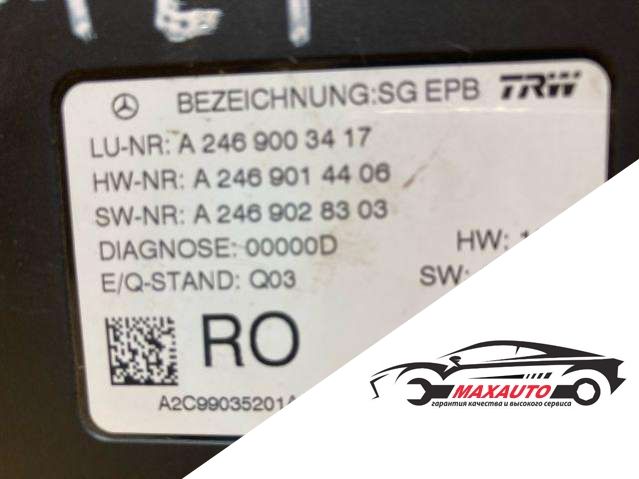 BEZEICHNUNG:SG EPB TRW
LU-NR: A 246 900 34 17
HW-NR: A 246 901 44 06
SW-NR: A 246 902 83 03
DIAGNOSE: 00000D HW:
E/Q-STAND: Q03 SW:
RO
A2C99035201A
MAXAUTO
гарантия качества и высокого сервиса